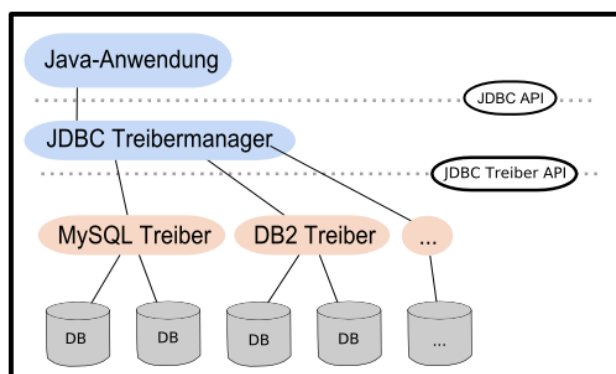 Java-Anwendung
JDBC API
JDBC Treibermanager
JDBC Treiber API
MySQL Treiber
DB2 Treiber
...
DB
DB
DB
DB
...